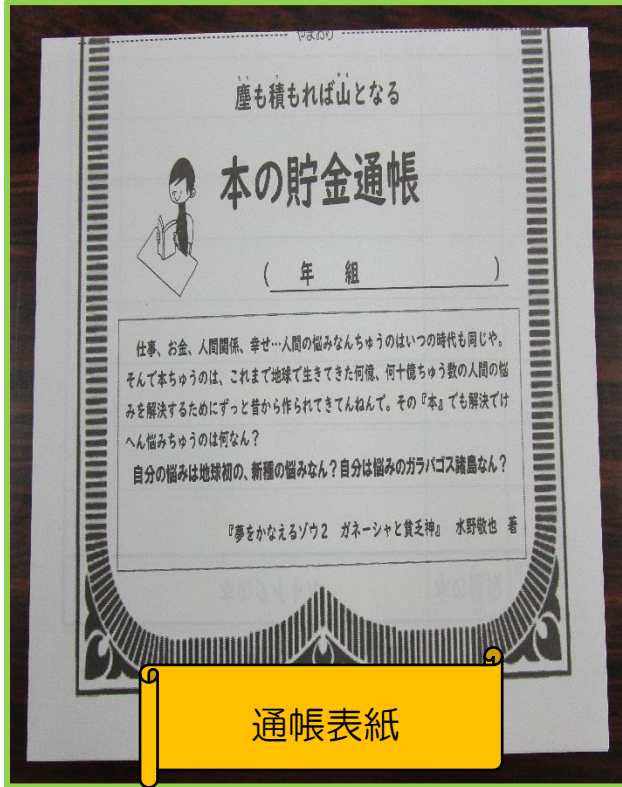 やまおり
塵も積もれば山となる
本の貯金通帳
(　年　組　　　　　)
仕事、お金、人間関係、幸せ…人間の悩みなんちゅうのはいつの時代も同じや。
そんで本ちゅうのは、これまで地球で生きてきた何億、何十億ちゅう数の人間の悩
みを解決するためにずっと昔から作られてきてんねんで。その『本』でも解決でけ
へん悩みちゅうのは何なん？
自分の悩みは地球初の、新種の悩みなん？自分は悩みのガラパゴス諸島なん？
『夢をかなえるゾウ2　ガネーシャと貧乏神』　水野敬也　著
通帳表紙